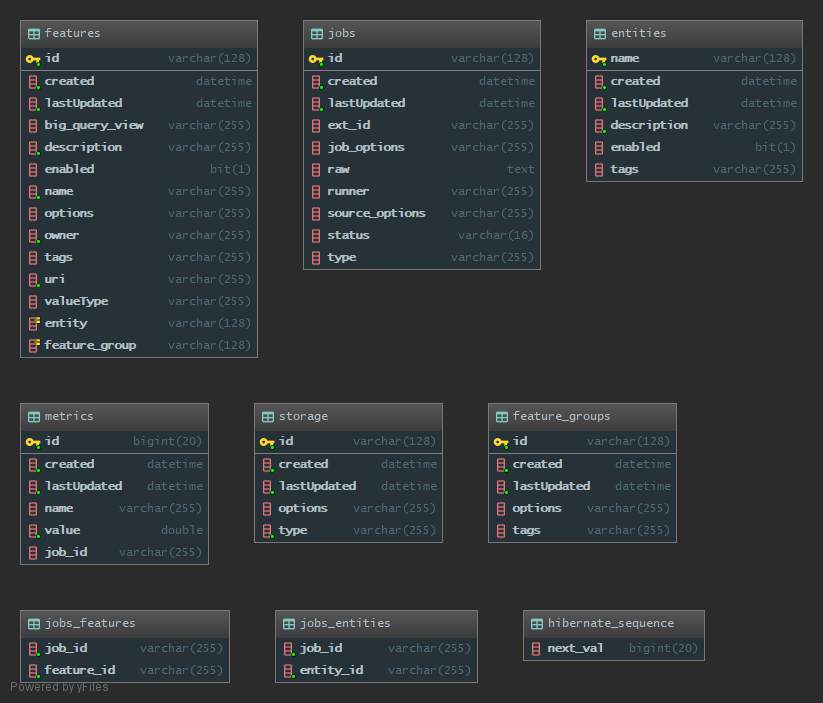 features
id varchar(128)
created datetime
lastUpdated datetime
big_query_view varchar(255)
description varchar(255)
enabled bit(1)
name varchar(255)
options varchar(255)
owner varchar(255)
tags varchar(255)
uri varchar(255)
valueType varchar(255)
entity varchar(128)
feature_group varchar(128)
jobs
id varchar(128)
created datetime
lastUpdated datetime
ext_id varchar(255)
job_options varchar(255)
raw text
runner varchar(255)
source_options varchar(255)
status varchar(16)
type varchar(255)
entities
name varchar(128)
created datetime
lastUpdated datetime
description varchar(255)
enabled bit(1)
tags varchar(255)
metrics
id bigint(20)
created datetime
lastUpdated datetime
name varchar(255)
value double
job_id varchar(255)
storage
id varchar(128)
created datetime
lastUpdated datetime
options varchar(255)
type varchar(255)
feature_groups
id varchar(128)
created datetime
lastUpdated datetime
options varchar(255)
tags varchar(255)
jobs_features
job_id varchar(255)
feature_id varchar(255)
jobs_entities
job_id varchar(255)
entity_id varchar(255)
hibernate_sequence
next_val bigint(20)
Powered by yFiles